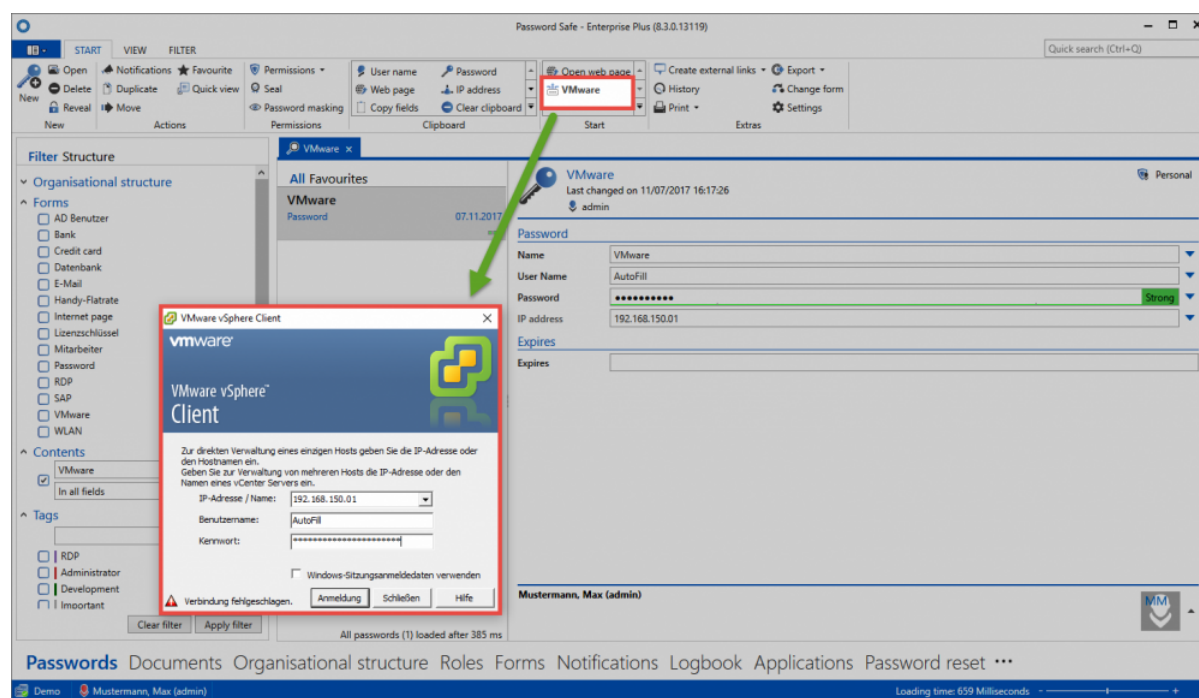 Password Safe - Enterprise Plus (8.3.0.13119)
START VIEW FILTER
Quick search (Ctrl+Q)
New
Open
Delete
Reveal
New
Notifications Favourite
Duplicate Quick view
Move
Actions
Permissions
Seal
Password masking
Permissions
User name Password
Web page IP address
Copy fields Clear clipboard
Clipboard
Open web page
VMware
Start
Create external links Export
History Change form
Print Settings
Extras
Filter Structure
Organisational structure
Forms
AD Benutzer
Bank
Credit card
Datenbank
E-Mail
Handy-Flatrate
Internet page
Lizenzschlüssel
Mitarbeiter
Password
RDP
SAP
VMware
WLAN
Contents
VMware
In all fields
Tags
RDP
Administrator
Development
Important
Clear filter Apply filter
VMware x
All Favourites
VMware
Password 07.11.2017
All passwords (1) loaded after 385 ms
VMware
Last changed on 11/07/2017 16:17:26
admin
Personal
Password
Name VMware
User Name AutoFill
Password •••••••••• Strong
IP address 192.168.150.01
Expires
Expires
Mustermann, Max (admin)
MM
VMware vSphere Client
vmware
VMware vSphere™
Client
Zur direkten Verwaltung eines einzigen Hosts geben Sie die IP-Adresse oder
den Hostnamen ein.
Geben Sie zur Verwaltung von mehreren Hosts die IP-Adresse oder den
Namen eines vCenter Servers ein.
IP-Adresse / Name: 192.168.150.01
Benutzername: AutoFill
Kennwort: ***********************
Windows-Sitzungsanmeldedaten verwenden
Verbindung fehlgeschlagen. Anmeldung Schließen Hilfe
Passwords Documents Organisational structure Roles Forms Notifications Logbook Applications Password reset •••
Demo Mustermann, Max (admin)
Loading time: 659 Milliseconds - +